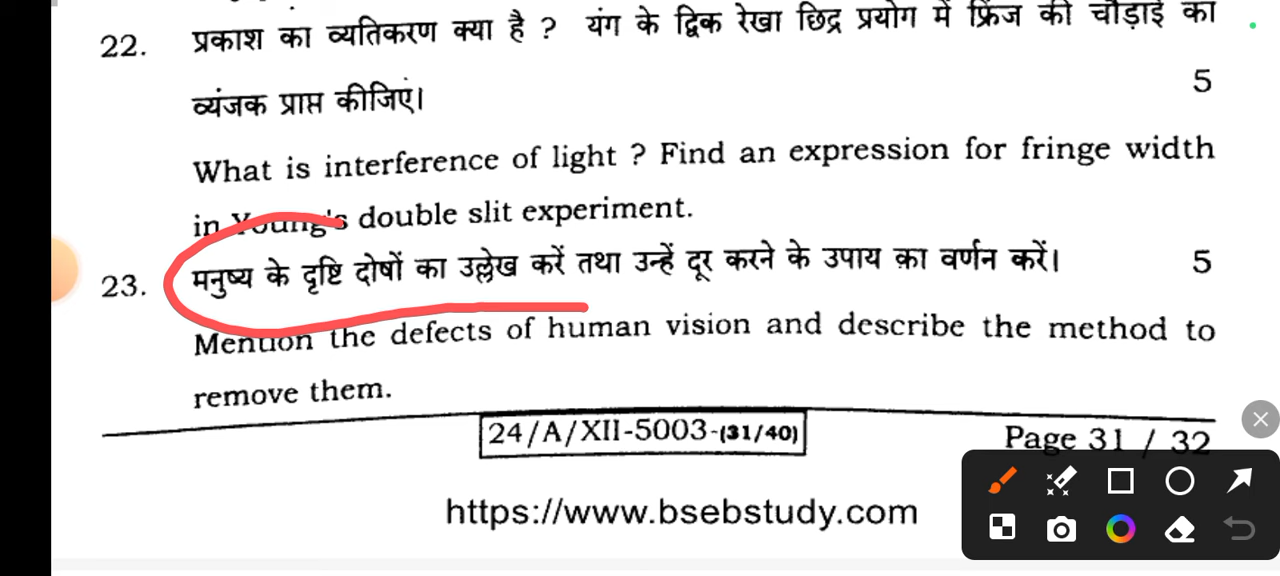 22. प्रकाश का व्यतिकरण क्या है ? यंग के द्विक रेखा छिद्र प्रयोग में फ्रिंज की चौड़ाई का
व्यंजक प्राप्त कीजिए। 5
What is interference of light ? Find an expression for fringe width
in Young's double slit experiment.
23. मनुष्य के दृष्टि दोषों का उल्लेख करें तथा उन्हें दूर करने के उपाय का वर्णन करें। 5
Mention the defects of human vision and describe the method to
remove them.
24/A/XII-5003-(31/40)
Page 31 / 32
https://www.bsebstudy.com